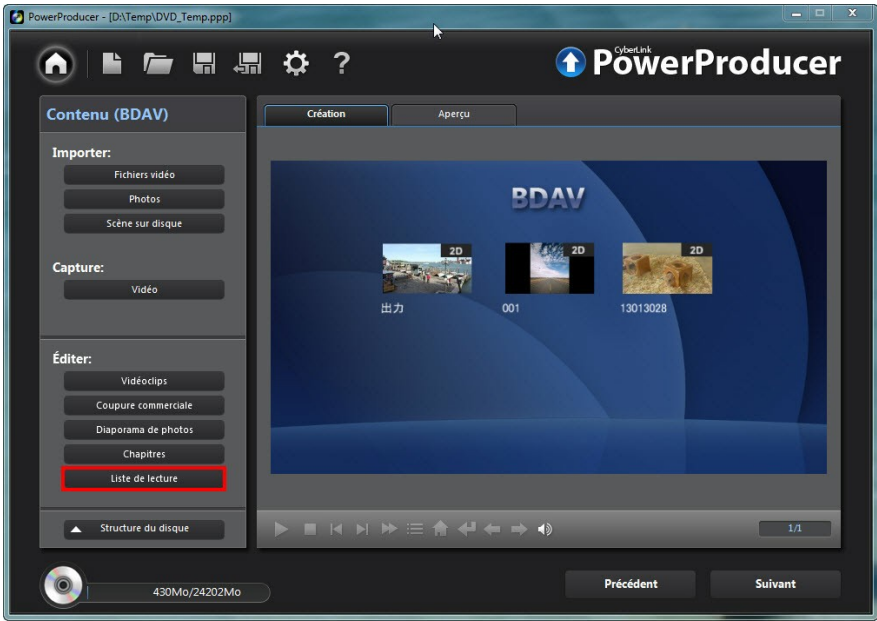 PowerProducer - [D:\Temp\DVD_Temp.ppp]
CyberLink
PowerProducer
Contenu (BDAV)
Importer:
Fichiers vidéo
Photos
Scène sur disque
Capture:
Vidéo
Éditer:
Vidéoclips
Coupure commerciale
Diaporama de photos
Chapitres
Liste de lecture
Structure du disque
Création
Aperçu
BDAV
2D
2D
2D
出力
001
13013028
1/1
430Mo/24202Mo
Précédent
Suivant